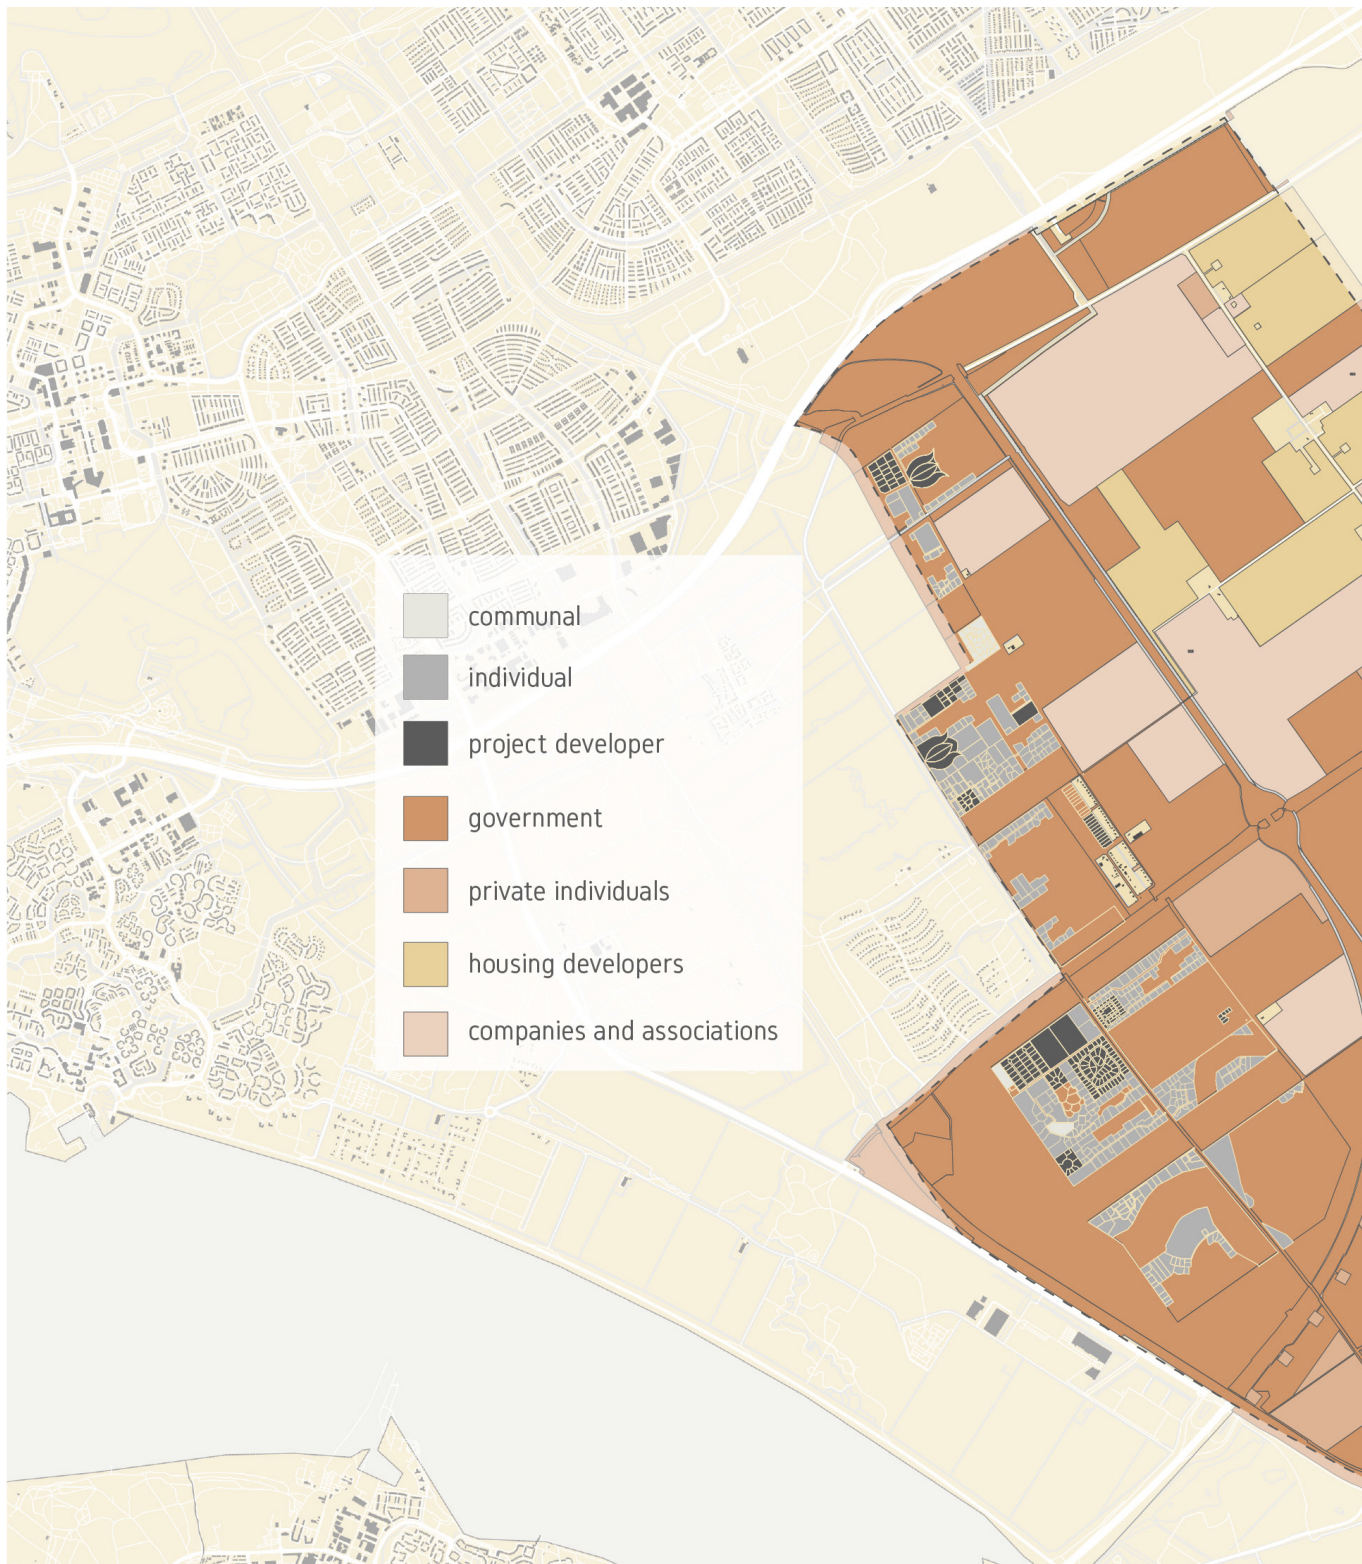 communal
individual
project developer
government
private individuals
housing developers
companies and associations